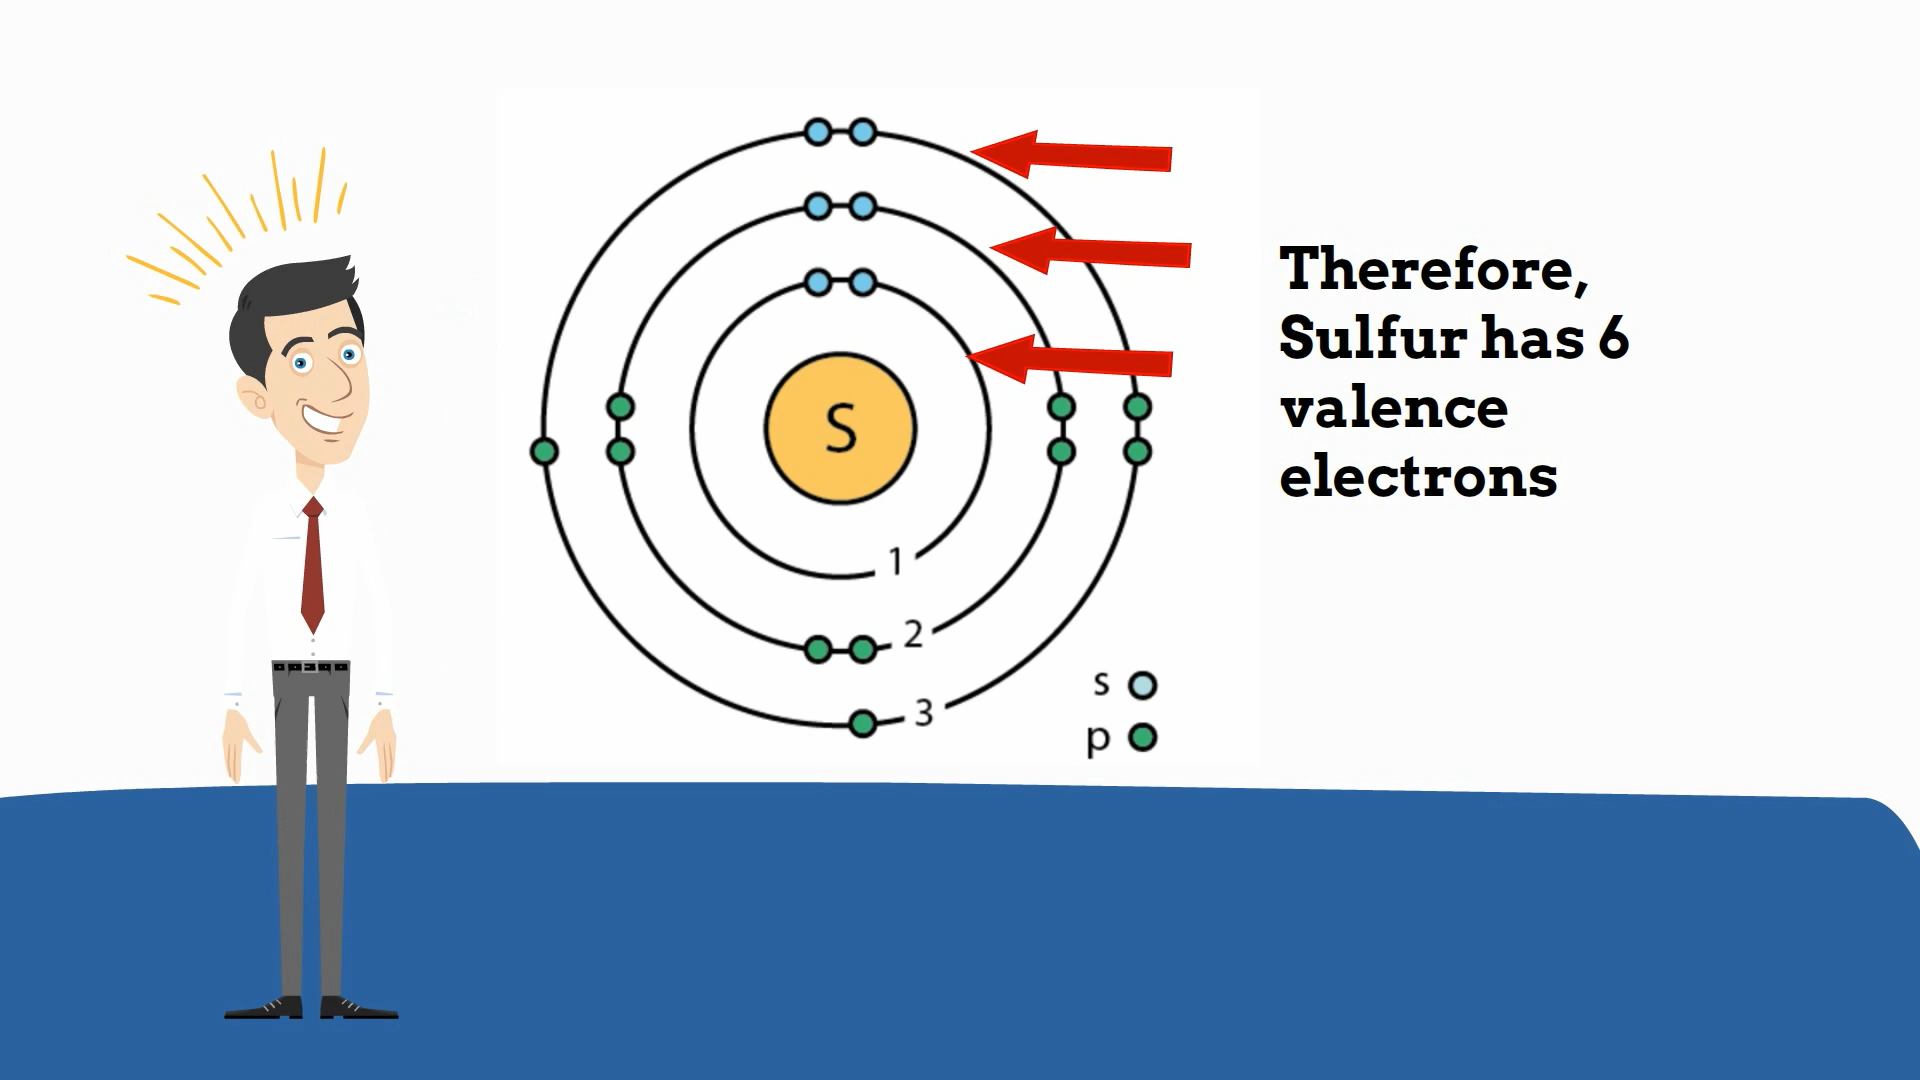 Therefore,
Sulfur has 6
valence
electrons
S
1
2
3
s
p